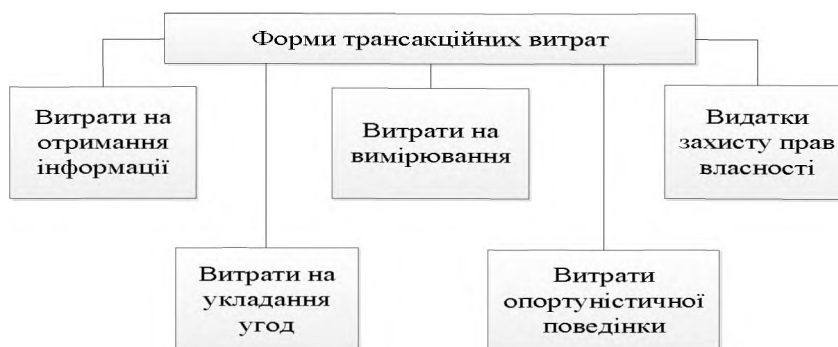 Форми трансакційних витрат
Витрати на
отримання
інформації
Витрати на
вимірювання
Видатки
захисту прав
власності
Витрати на
укладання
угод
Витрати
опортуністичної
поведінки